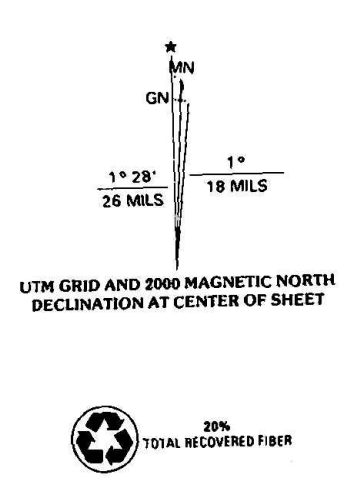 ★
MN
GN
1° 28'
26 MILS
1°
18 MILS
UTM GRID AND 2000 MAGNETIC NORTH
DECLINATION AT CENTER OF SHEET
20%
TOTAL RECOVERED FIBER